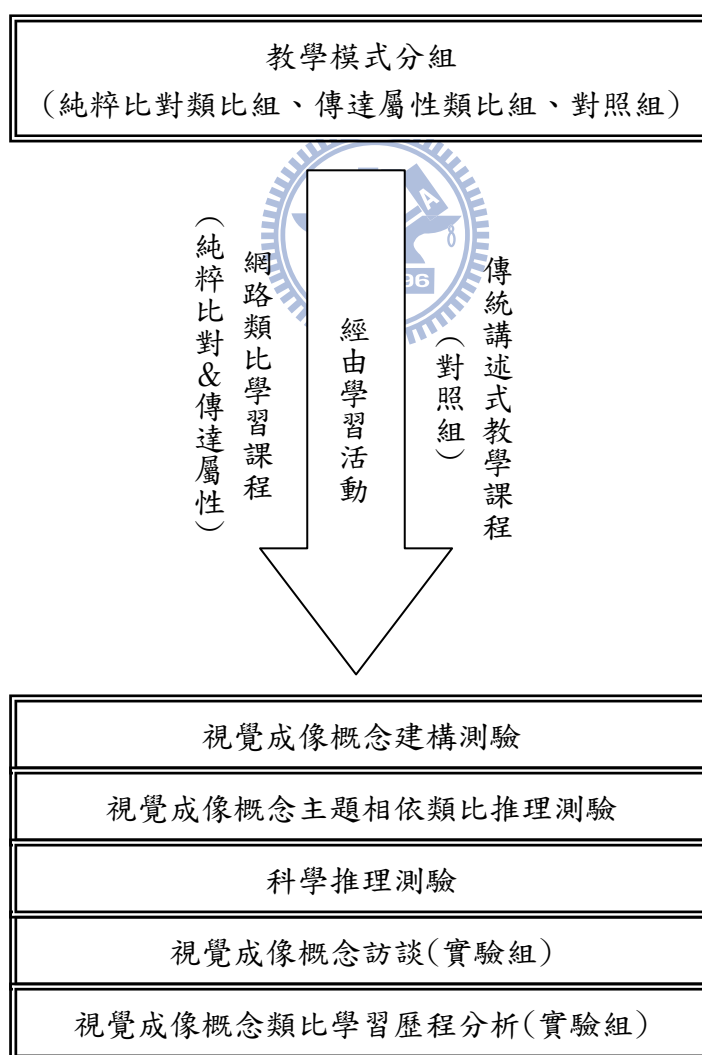 教學模式分組
(純粹比對類比組、傳達屬性類比組、對照組)
A
8
96
網路類比學習課程
(純粹比對&傳達屬性)
經由學習活動
傳統講述式教學課程
(對照組)
視覺成像概念建構測驗
視覺成像概念主題相依類比推理測驗
科學推理測驗
視覺成像概念訪談(實驗組)
視覺成像概念類比學習歷程分析(實驗組)